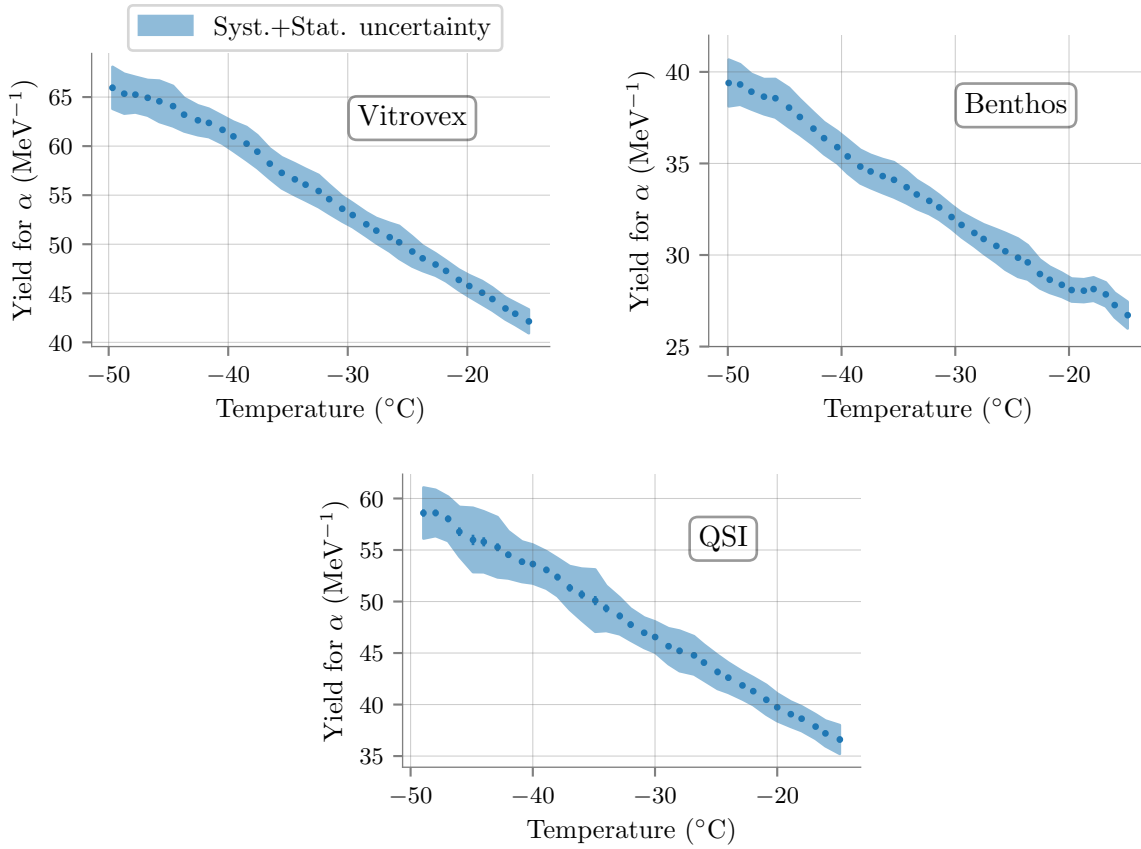 Syst.+Stat. uncertainty
Vitrovex
Yield for α (MeV⁻¹)
65
60
55
50
45
40
−50
−40
−30
−20
Temperature (°C)
Benthos
Yield for α (MeV⁻¹)
40
35
30
25
−50
−40
−30
−20
Temperature (°C)
QSI
Yield for α (MeV⁻¹)
60
55
50
45
40
35
−50
−40
−30
−20
Temperature (°C)